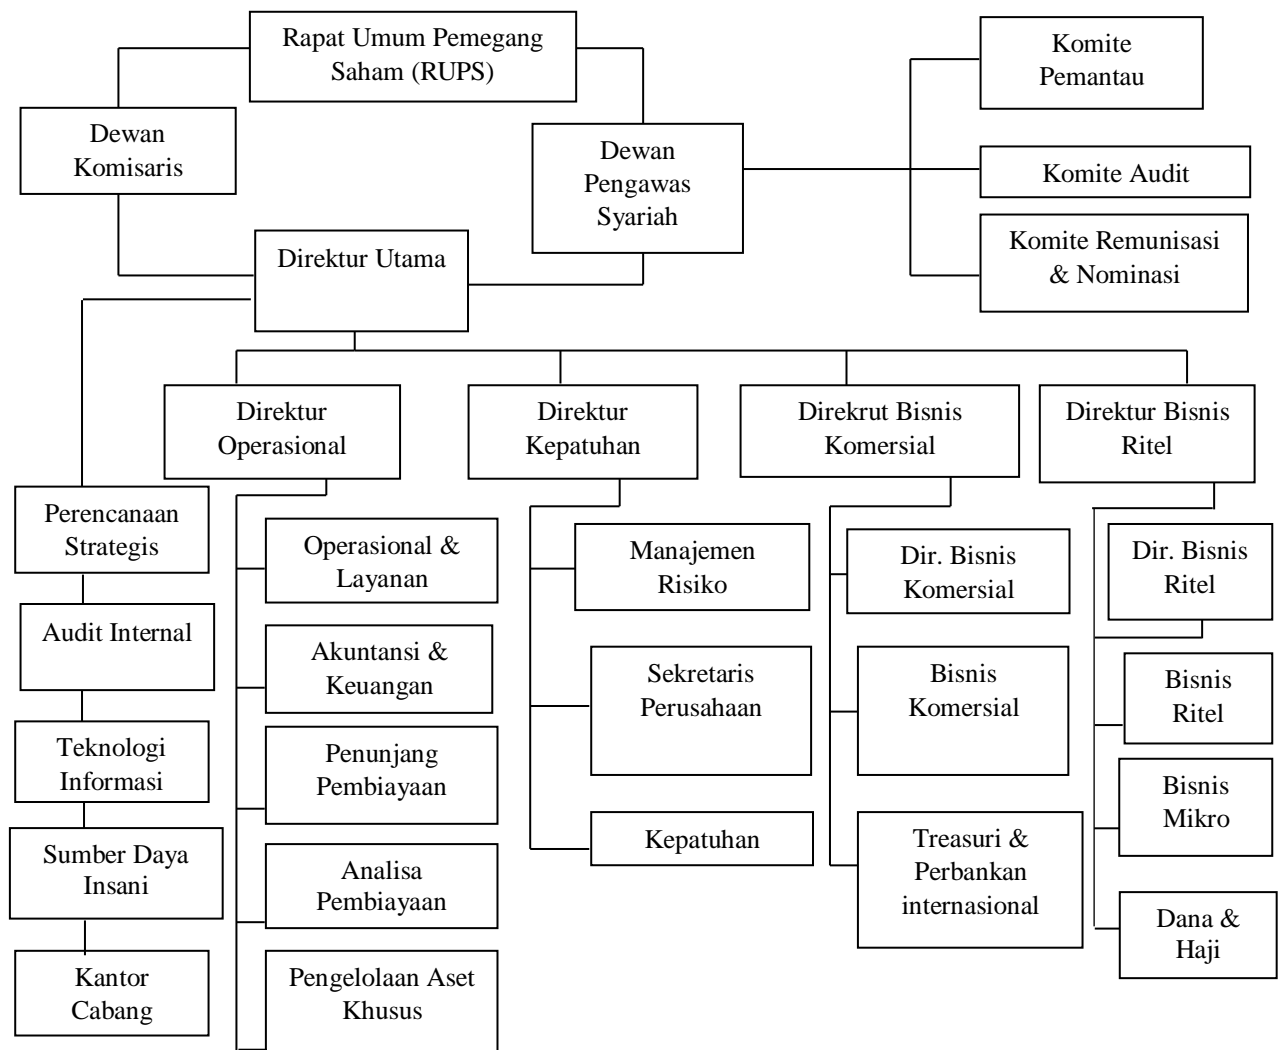 Rapat Umum Pemegang
Saham (RUPS)
Komite
Pemantau
Dewan
Komisaris
Dewan
Pengawas
Syariah
Komite Audit
Komite Remunisasi
& Nominasi
Direktur Utama
Direktur
Operasional
Direktur
Kepatuhan
Direkrut Bisnis
Komersial
Direktur Bisnis
Ritel
Perencanaan
Strategis
Audit Internal
Teknologi
Informasi
Sumber Daya
Insani
Kantor
Cabang
Operasional &
Layanan
Akuntansi &
Keuangan
Penunjang
Pembiayaan
Analisa
Pembiayaan
Pengelolaan Aset
Khusus
Manajemen
Risiko
Sekretaris
Perusahaan
Kepatuhan
Dir. Bisnis
Komersial
Bisnis
Komersial
Treasuri &
Perbankan
internasional
Dir. Bisnis
Ritel
Bisnis
Ritel
Bisnis
Mikro
Dana &
Haji